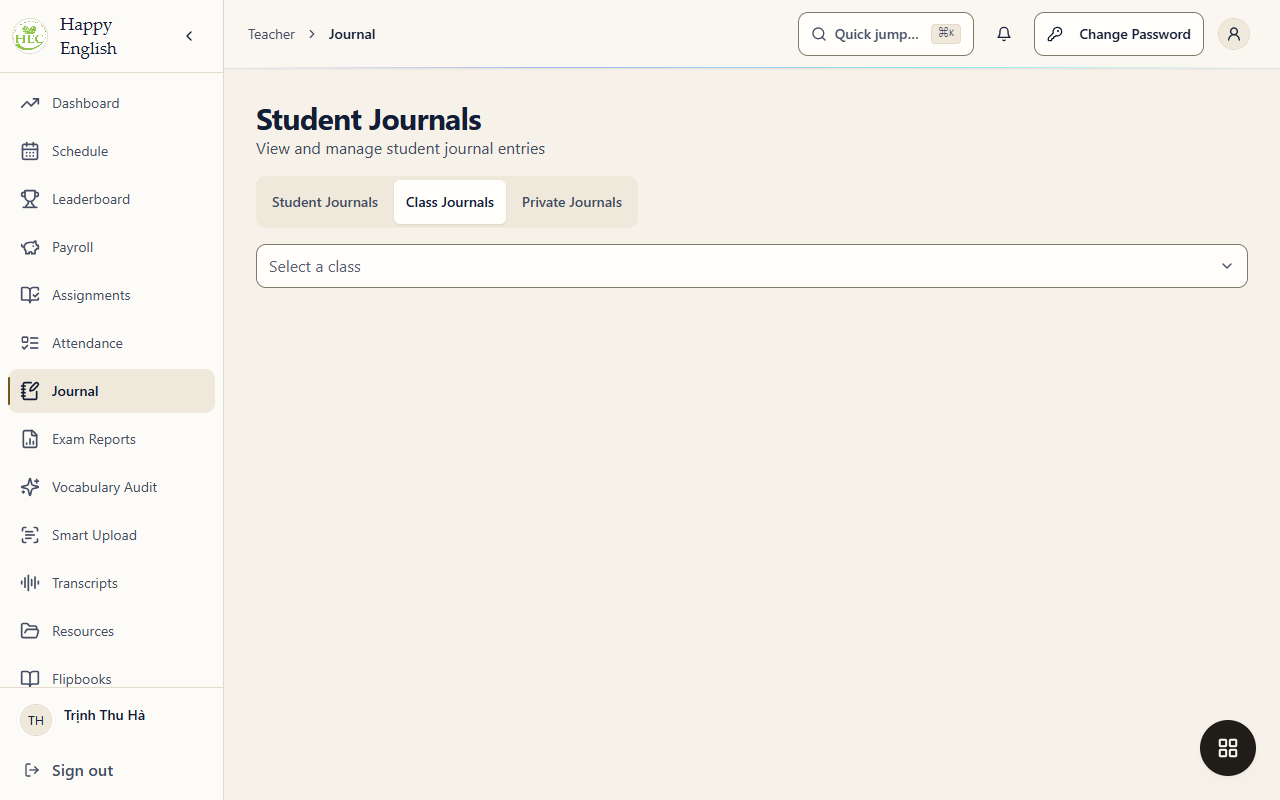 HEC
Happy
English
Teacher
Journal
Quick jump...
⌘K
Change Password
Dashboard
Schedule
Leaderboard
Payroll
Assignments
Attendance
Journal
Exam Reports
Vocabulary Audit
Smart Upload
Transcripts
Resources
Flipbooks
TH
Trịnh Thu Hà
Sign out
Student Journals
View and manage student journal entries
Student Journals
Class Journals
Private Journals
Select a class